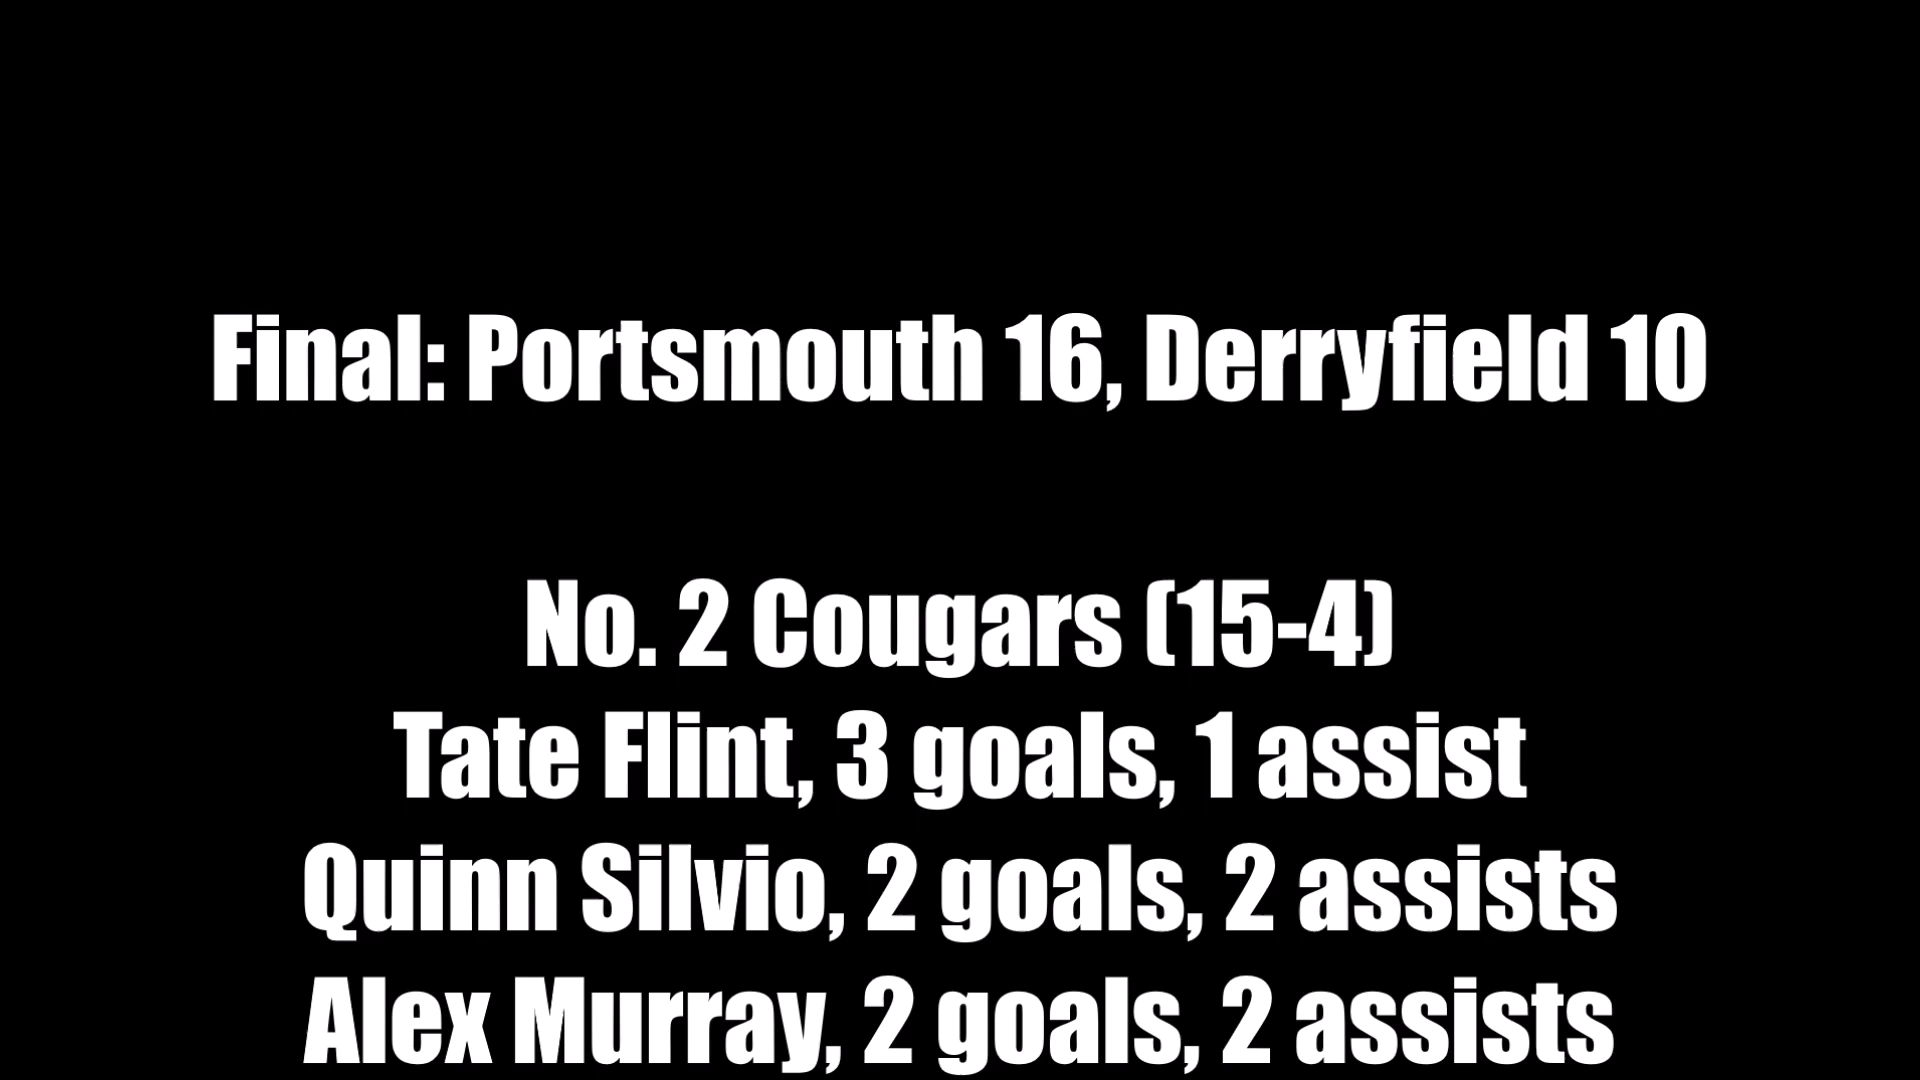 Final: Portsmouth 16, Derryfield 10
No. 2 Cougars (15-4)
Tate Flint, 3 goals, 1 assist
Quinn Silvio, 2 goals, 2 assists
Alex Murray, 2 goals, 2 assists